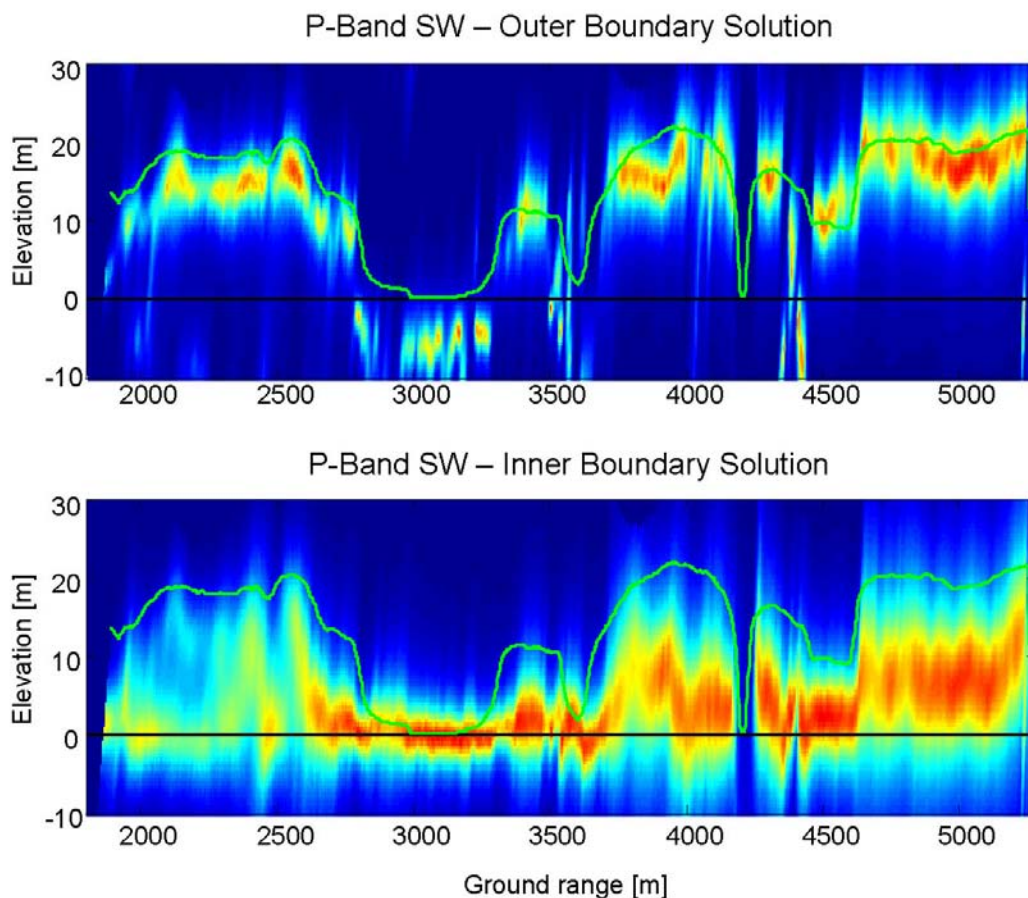 P-Band SW – Outer Boundary Solution
30
20
10
0
-10
Elevation [m]
2000 2500 3000 3500 4000 4500 5000
P-Band SW – Inner Boundary Solution
30
20
10
0
-10
Elevation [m]
2000 2500 3000 3500 4000 4500 5000
Ground range [m]